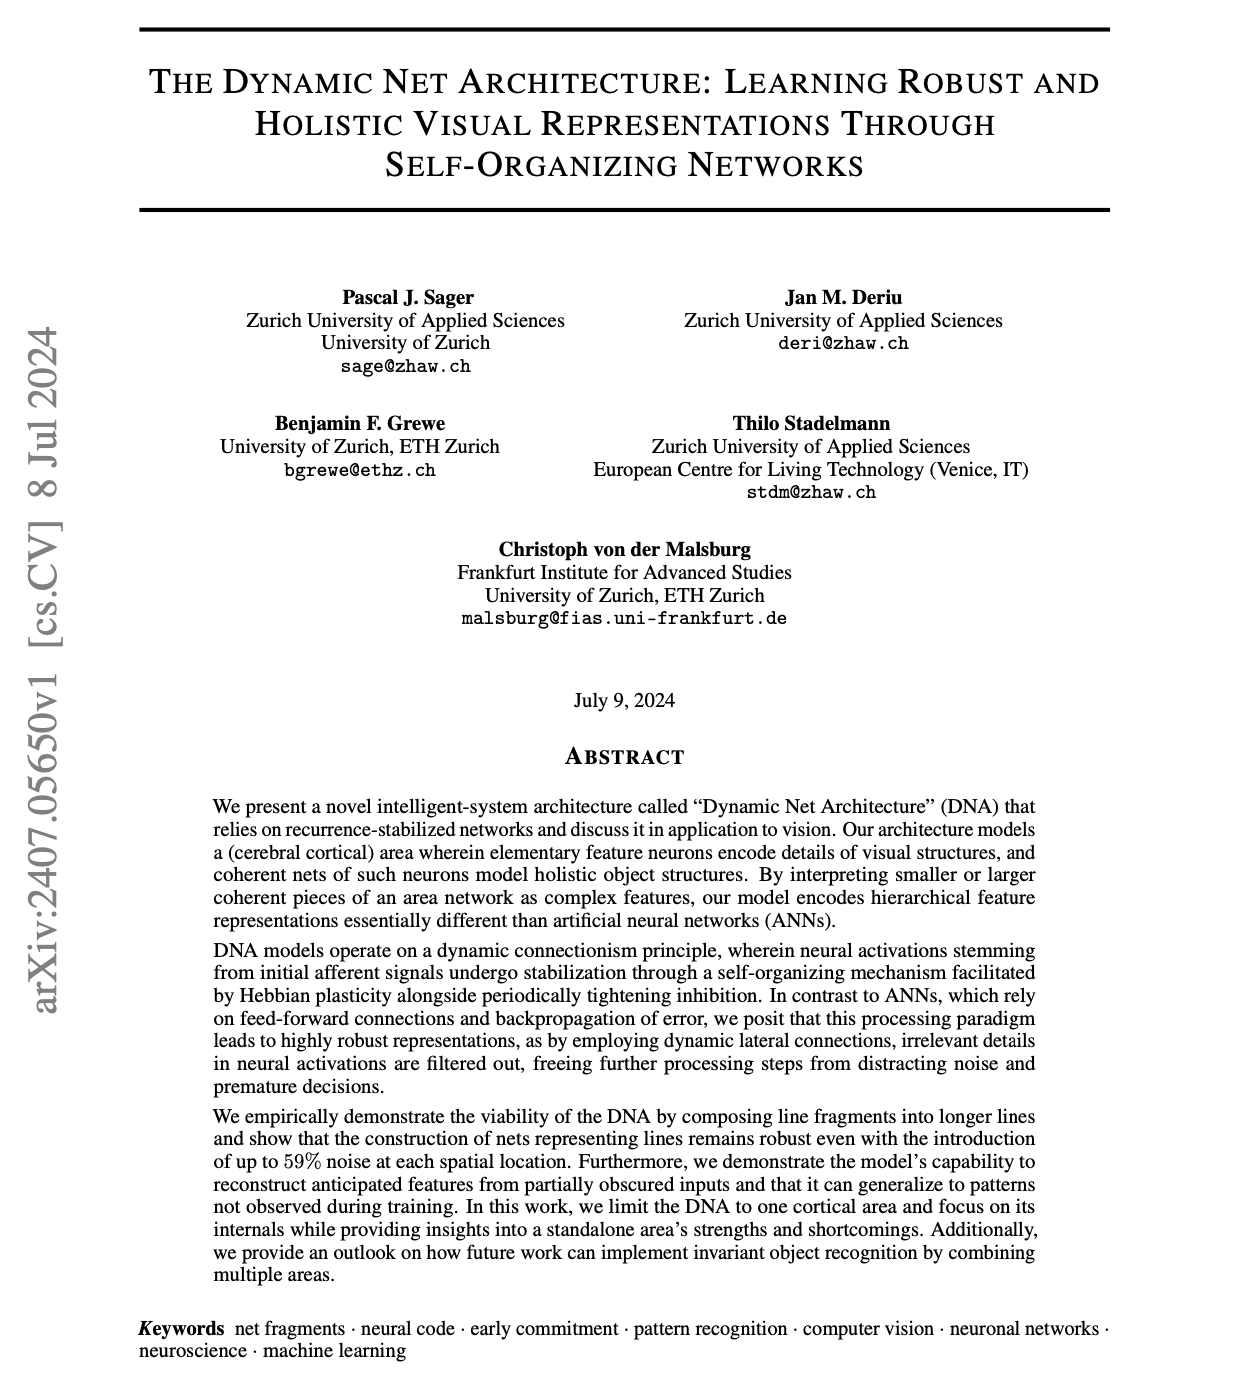 THE DYNAMIC NET ARCHITECTURE: LEARNING ROBUST AND
HOLISTIC VISUAL REPRESENTATIONS THROUGH
SELF-ORGANIZING NETWORKS
Pascal J. Sager
Zurich University of Applied Sciences
University of Zurich
sage@zhaw.ch
Jan M. Deriu
Zurich University of Applied Sciences
deri@zhaw.ch
Benjamin F. Grewe
University of Zurich, ETH Zurich
bgrewe@ethz.ch
Thilo Stadelmann
Zurich University of Applied Sciences
European Centre for Living Technology (Venice, IT)
stdm@zhaw.ch
Christoph von der Malsburg
Frankfurt Institute for Advanced Studies
University of Zurich, ETH Zurich
malsburg@fias.uni-frankfurt.de
July 9, 2024
ABSTRACT
We present a novel intelligent-system architecture called “Dynamic Net Architecture” (DNA) that
relies on recurrence-stabilized networks and discuss it in application to vision. Our architecture models
a (cerebral cortical) area wherein elementary feature neurons encode details of visual structures, and
coherent nets of such neurons model holistic object structures. By interpreting smaller or larger
coherent pieces of an area network as complex features, our model encodes hierarchical feature
representations essentially different than artificial neural networks (ANNs).
DNA models operate on a dynamic connectionism principle, wherein neural activations stemming
from initial afferent signals undergo stabilization through a self-organizing mechanism facilitated
by Hebbian plasticity alongside periodically tightening inhibition. In contrast to ANNs, which rely
on feed-forward connections and backpropagation of error, we posit that this processing paradigm
leads to highly robust representations, as by employing dynamic lateral connections, irrelevant details
in neural activations are filtered out, freeing further processing steps from distracting noise and
premature decisions.
We empirically demonstrate the viability of the DNA by composing line fragments into longer lines
and show that the construction of nets representing lines remains robust even with the introduction
of up to 59% noise at each spatial location. Furthermore, we demonstrate the model’s capability to
reconstruct anticipated features from partially obscured inputs and that it can generalize to patterns
not observed during training. In this work, we limit the DNA to one cortical area and focus on its
internals while providing insights into a standalone area’s strengths and shortcomings. Additionally,
we provide an outlook on how future work can implement invariant object recognition by combining
multiple areas.
Keywords net fragments · neural code · early commitment · pattern recognition · computer vision · neuronal networks ·
neuroscience · machine learning
arXiv:2407.05650v1 [cs.CV] 8 Jul 2024